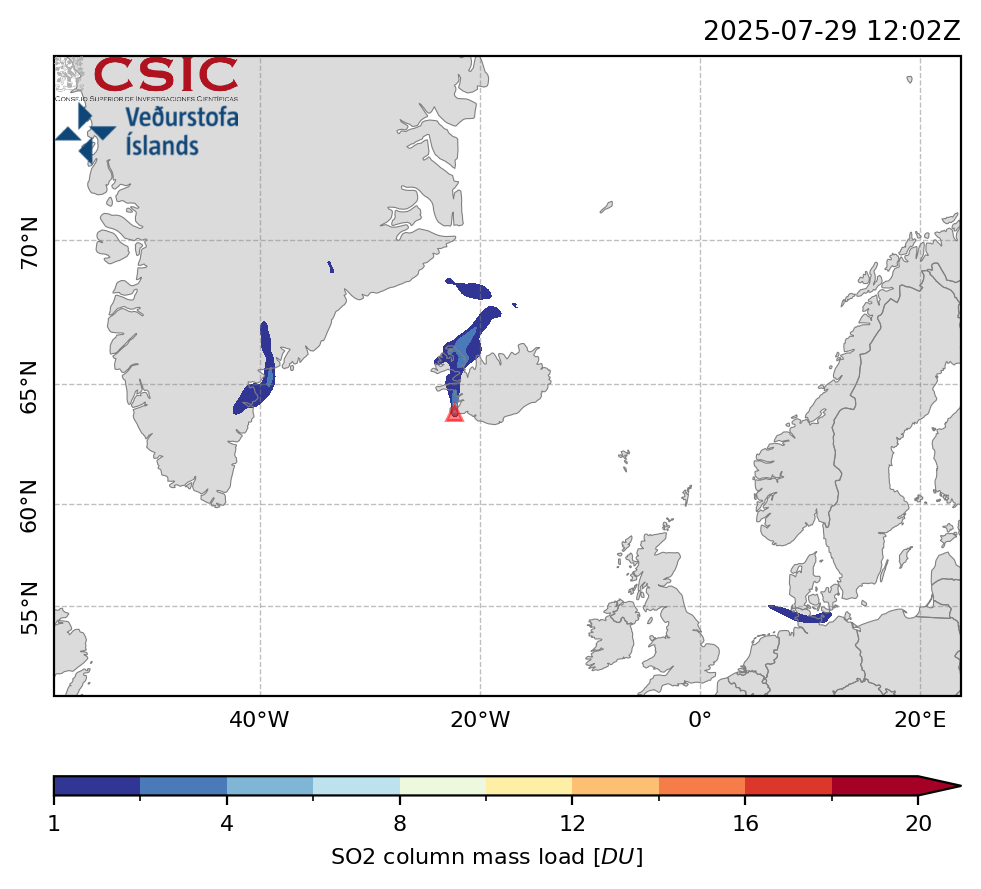 2025-07-29 12:02Z
CSIC
CONSEJO SUPERIOR DE INVESTIGACIONES CIENTÍFICAS
Veðurstofa
Íslands
70°N
65°N
60°N
55°N
40°W 20°W 0° 20°E
1 4 8 12 16 20
SO2 column mass load [DU]